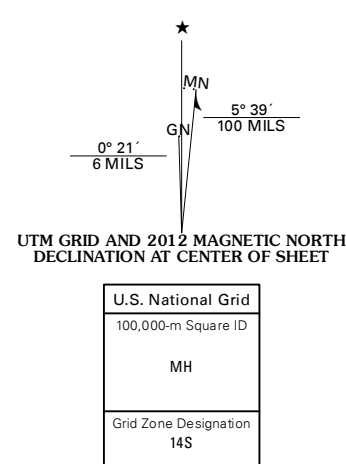 ★
MN
GN
5° 39´
100 MILS
0° 21´
6 MILS
UTM GRID AND 2012 MAGNETIC NORTH
DECLINATION AT CENTER OF SHEET
U.S. National Grid
100,000-m Square ID
MH
Grid Zone Designation
14S